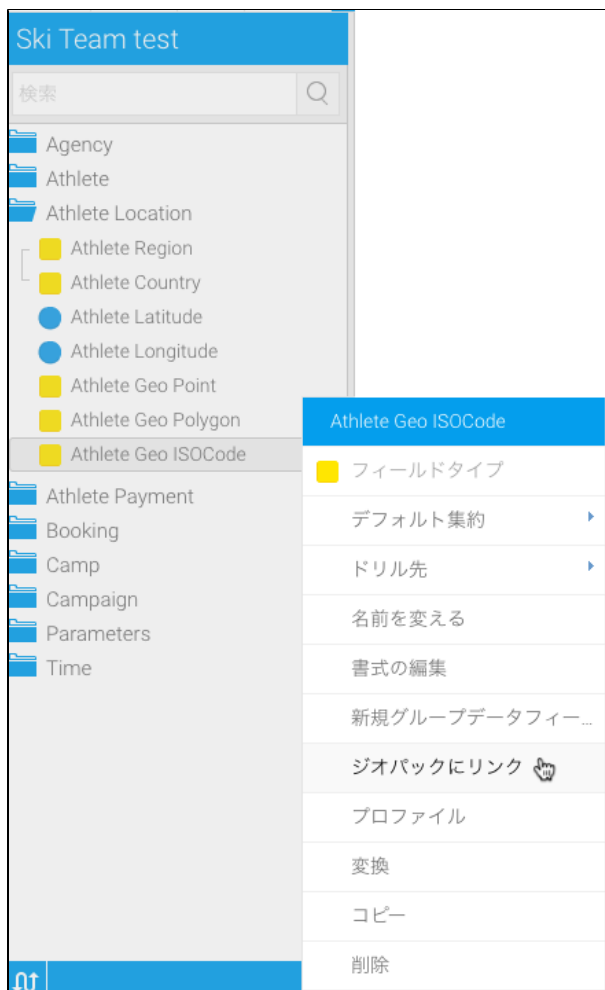 Ski Team test
検索
Agency
Athlete
Athlete Location
Athlete Region
Athlete Country
Athlete Latitude
Athlete Longitude
Athlete Geo Point
Athlete Geo Polygon
Athlete Geo ISOCode
Athlete Payment
Booking
Camp
Campaign
Parameters
Time
Athlete Geo ISOCode
フィールドタイプ
デフォルト集約
ドリル先
名前を変える
書式の編集
新規グループデータフィー...
ジオパックにリンク
プロファイル
変換
コピー
削除